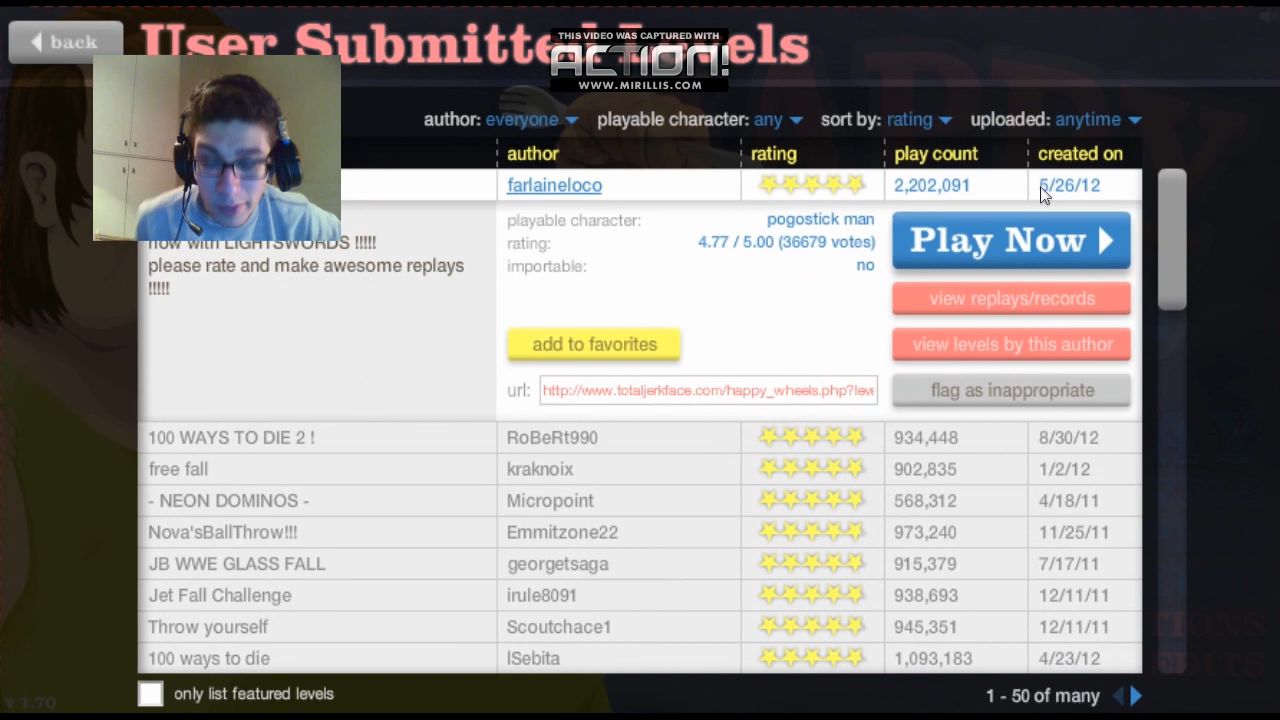 back
User Submitted Levels
THIS VIDEO WAS CAPTURED WITH
ACTION!
WWW.MIRILLIS.COM
author: everyone playable character: any sort by: rating uploaded: anytime
author rating play count created on
farlaineloco 2,202,091 5/26/12
now with LIGHTSWORDS !!!!!
please rate and make awesome replays
!!!!!
playable character: pogostick man
rating: 4.77 / 5.00 (36679 votes)
importable: no
Play Now
view replays/records
add to favorites
view levels by this author
url: http://www.totaljerkface.com/happy_wheels.php?leve
flag as inappropriate
100 WAYS TO DIE 2 ! RoBeRt990 934,448 8/30/12
free fall kraknoix 902,835 1/2/12
- NEON DOMINOS - Micropoint 568,312 4/18/11
Nova'sBallThrow!!! Emmitzone22 973,240 11/25/11
JB WWE GLASS FALL georgetsaga 915,379 7/17/11
Jet Fall Challenge irule8091 938,693 12/11/11
Throw yourself Scoutchace1 945,351 12/11/11
100 ways to die ISebita 1,093,183 4/23/12
only list featured levels
1 - 50 of many
v 1.70